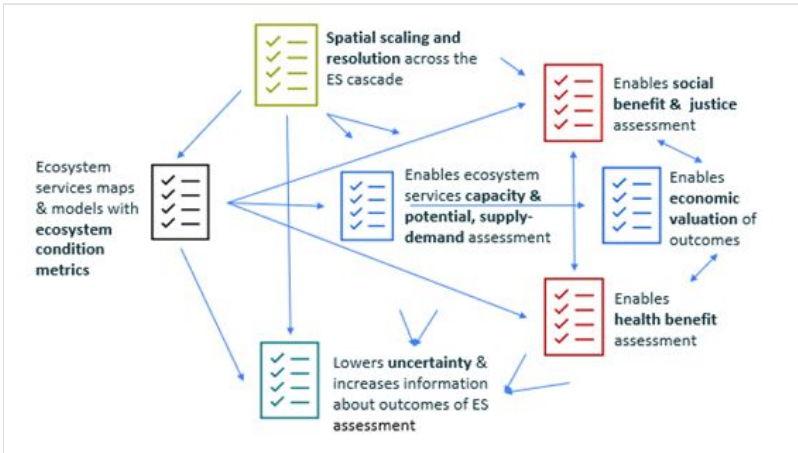 Spatial scaling and
resolution across the
ES cascade
Enables social
benefit & justice
assessment
Ecosystem
services maps
& models with
ecosystem
condition
metrics
Enables ecosystem
services capacity &
potential, supply-
demand assessment
Enables
economic
valuation of
outcomes
Enables
health benefit
assessment
Lowers uncertainty &
increases information
about outcomes of ES
assessment